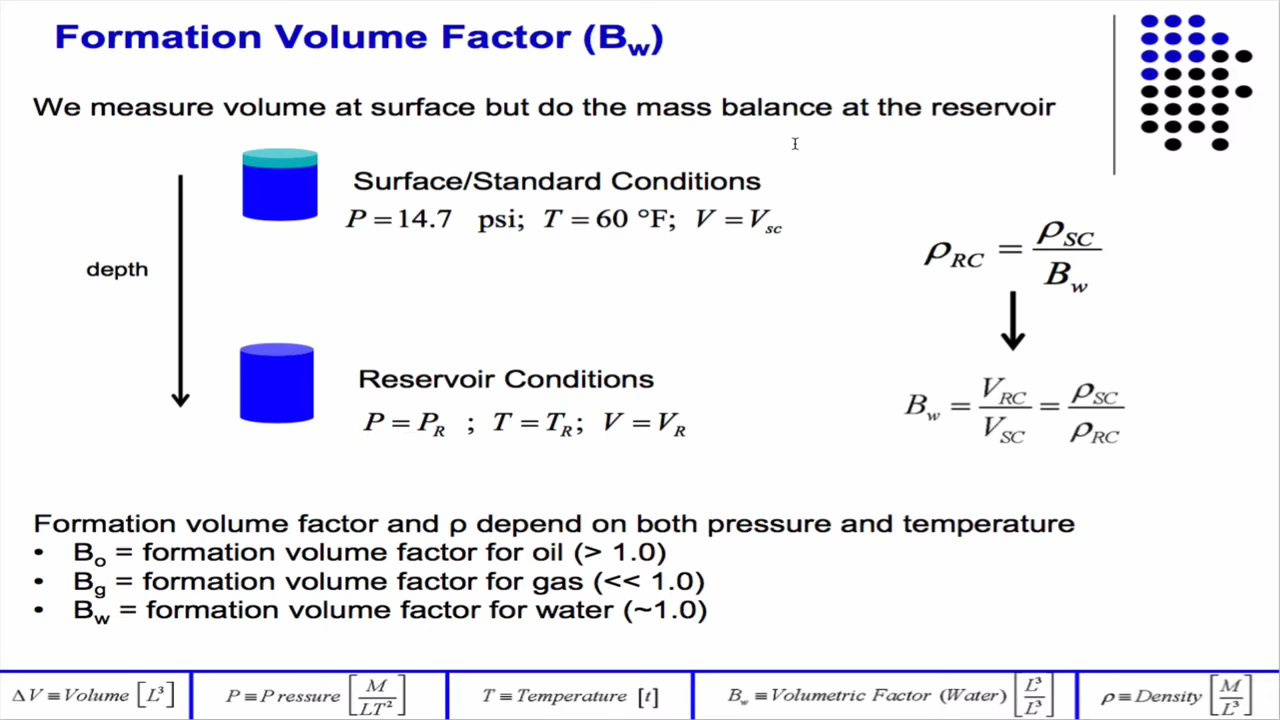 Formation Volume Factor (Bw)
We measure volume at surface but do the mass balance at the reservoir
Surface/Standard Conditions
P = 14.7 psi; T = 60 °F; V = Vsc
depth
ρRC = ρSC / Bw
Reservoir Conditions
P = PR ; T = TR; V = VR
Bw = VRC / VSC = ρSC / ρRC
Formation volume factor and ρ depend on both pressure and temperature
• Bo = formation volume factor for oil (> 1.0)
• Bg = formation volume factor for gas (<< 1.0)
• Bw = formation volume factor for water (~1.0)
ΔV ≡ Volume [L³]
P ≡ Pressure [M / LT²]
T ≡ Temperature [t]
Bw ≡ Volumetric Factor (Water) [L³ / L³]
ρ ≡ Density [M / L³]